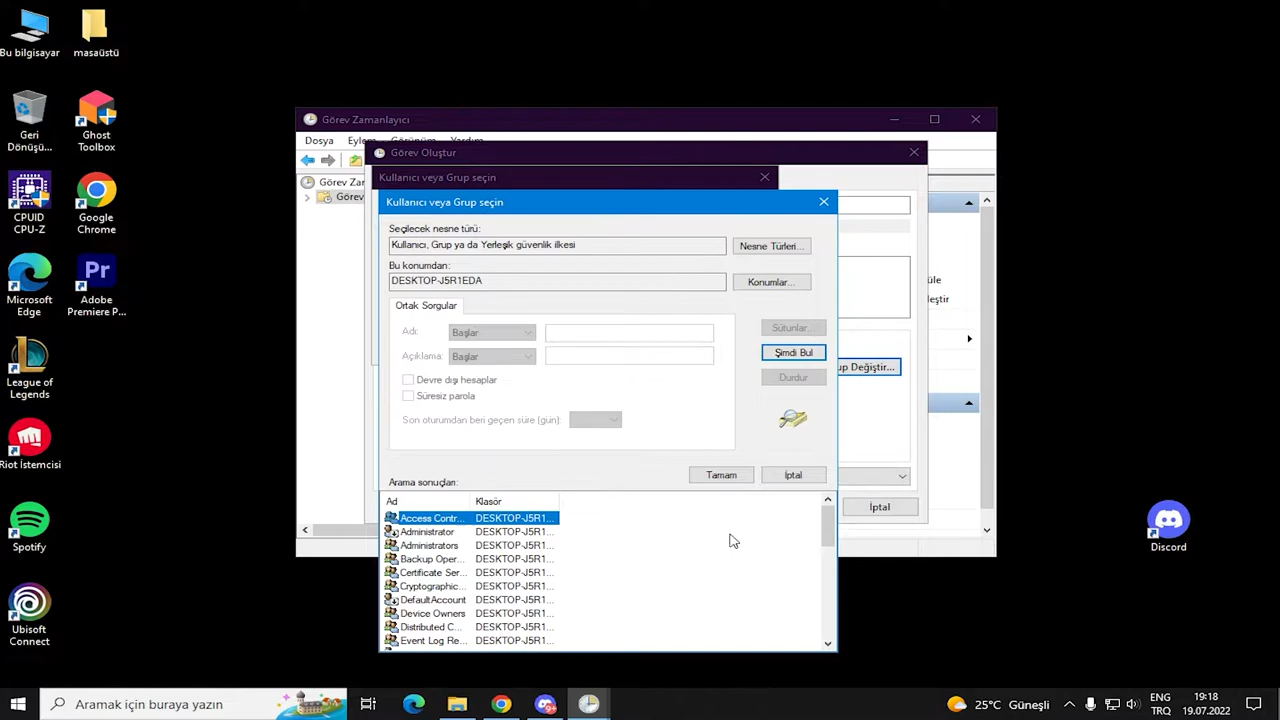 Bu bilgisayar
masaüstü
Geri
Dönüşü...
Ghost
Toolbox
CPUID
CPU-Z
Google
Chrome
Microsoft
Edge
Adobe
Premiere P...
League of
Legends
Riot İstemcisi
Spotify
Ubisoft
Connect
Discord
Görev Zamanlayıcı
Dosya Eylem Görünüm Yardım
Görev Oluştur
Görev Za
Görev
Kullanıcı veya Grup seçin
Kullanıcı veya Grup seçin
Seçilecek nesne türü:
Kullanıcı, Grup ya da Yerleşik güvenlik ilkesi
Nesne Türleri...
Bu konumdan:
DESKTOP-J5R1EDA
Konumlar...
Ortak Sorgular
Adı: Başlar
Açıklama: Başlar
Devre dışı hesaplar
Süresiz parola
Son oturumdan beri geçen süre (gün):
Sütunlar...
Şimdi Bul
Durdur
Tamam İptal
Arama sonuçları:
Ad Klasör
Access Contr... DESKTOP-J5R1...
Administrator DESKTOP-J5R1...
Administrators DESKTOP-J5R1...
Backup Oper... DESKTOP-J5R1...
Certificate Ser... DESKTOP-J5R1...
Cryptographic... DESKTOP-J5R1...
DefaultAccount DESKTOP-J5R1...
Device Owners DESKTOP-J5R1...
Distributed C... DESKTOP-J5R1...
Event Log Re... DESKTOP-J5R1...
üle
leştir
up Değiştir...
İptal
Aramak için buraya yazın
25°C Güneşli
ENG
TRQ
19:18
19.07.2022